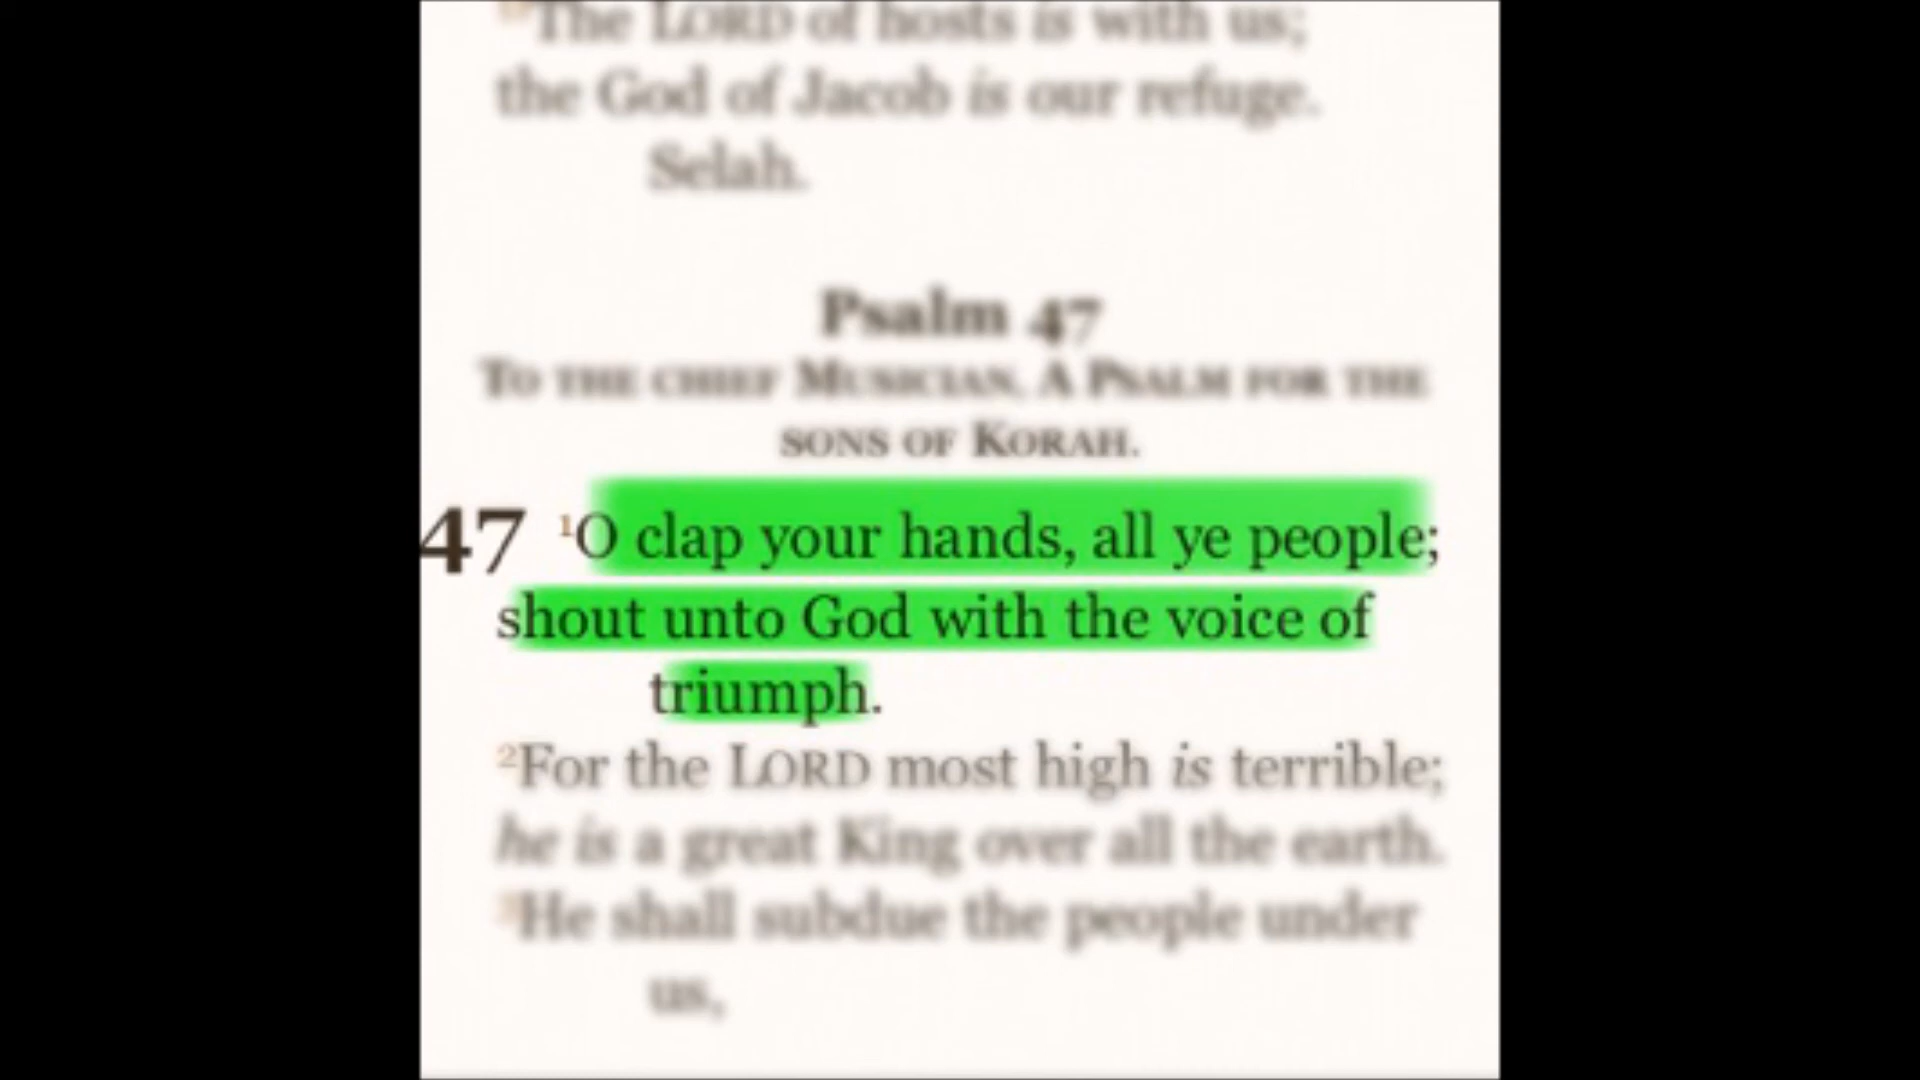 The LORD of hosts is with us;
the God of Jacob is our refuge.
Selah.
Psalm 47
TO THE CHIEF MUSICIAN. A PSALM FOR THE
SONS OF KORAH.
47 ¹O clap your hands, all ye people;
shout unto God with the voice of
triumph.
²For the LORD most high is terrible;
he is a great King over all the earth.
³He shall subdue the people under
us,